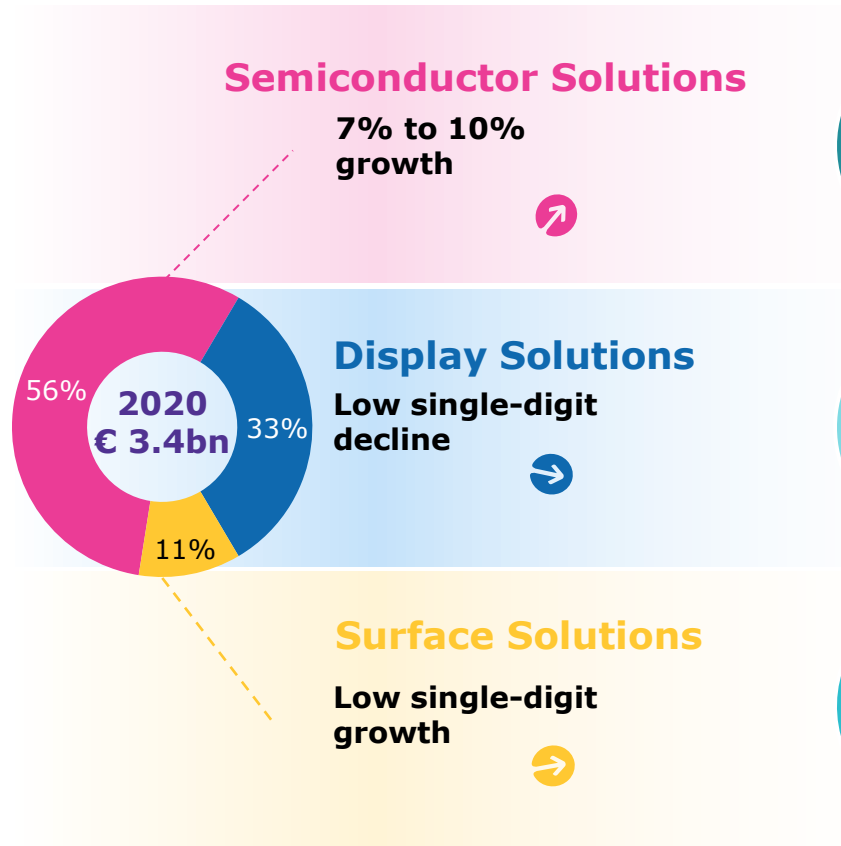 Semiconductor Solutions
7% to 10%
growth
Display Solutions
Low single-digit
decline
56%
2020
€ 3.4bn
33%
11%
Surface Solutions
Low single-digit
growth